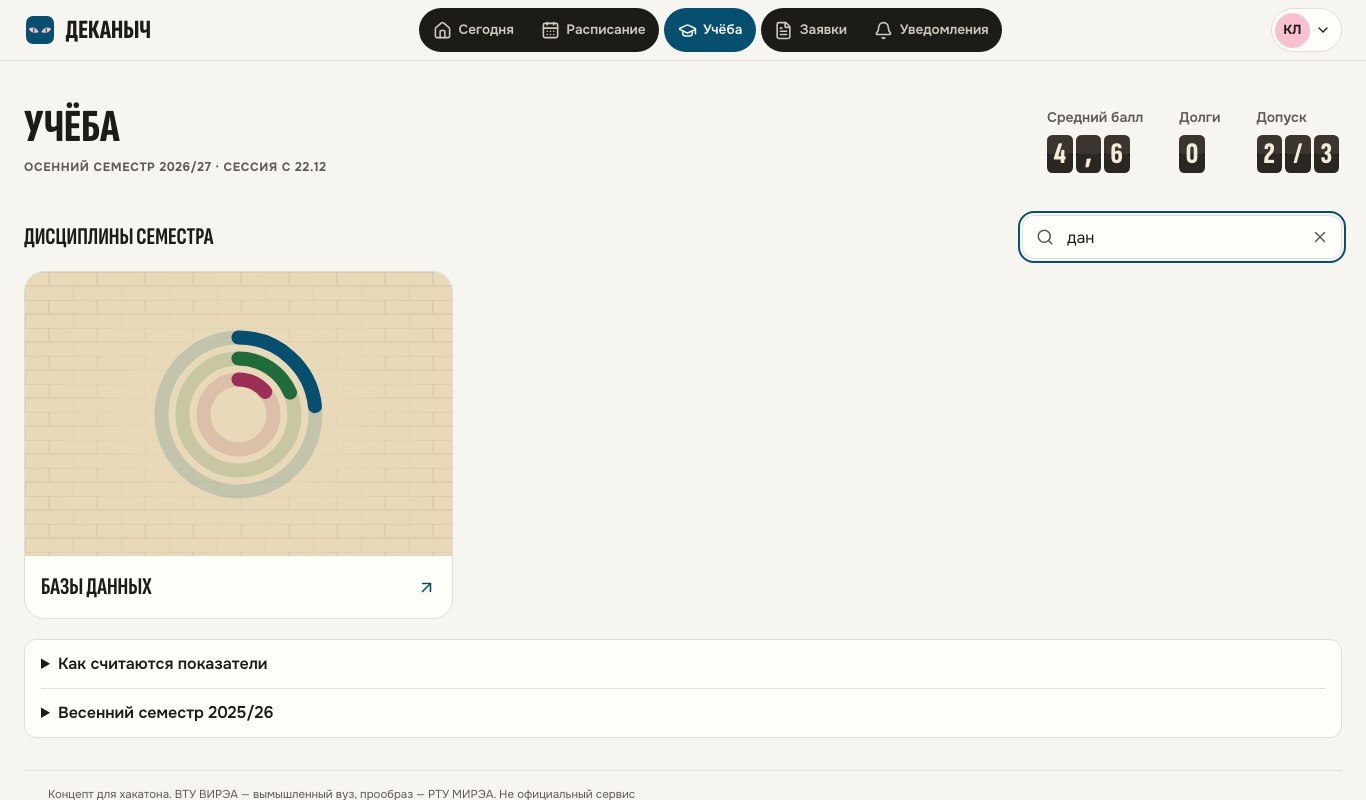 ДЕКАНЫЧ
Сегодня
Расписание
Учёба
Заявки
Уведомления
КЛ
УЧЁБА
ОСЕННИЙ СЕМЕСТР 2026/27 · СЕССИЯ С 22.12
Средний балл
4,6
Долги
0
Допуск
2/3
ДИСЦИПЛИНЫ СЕМЕСТРА
дан
БАЗЫ ДАННЫХ
Как считаются показатели
Весенний семестр 2025/26
Концепт для хакатона. ВТУ ВИРЭА — вымышленный вуз, прообраз — РТУ МИРЭА. Не официальный сервис